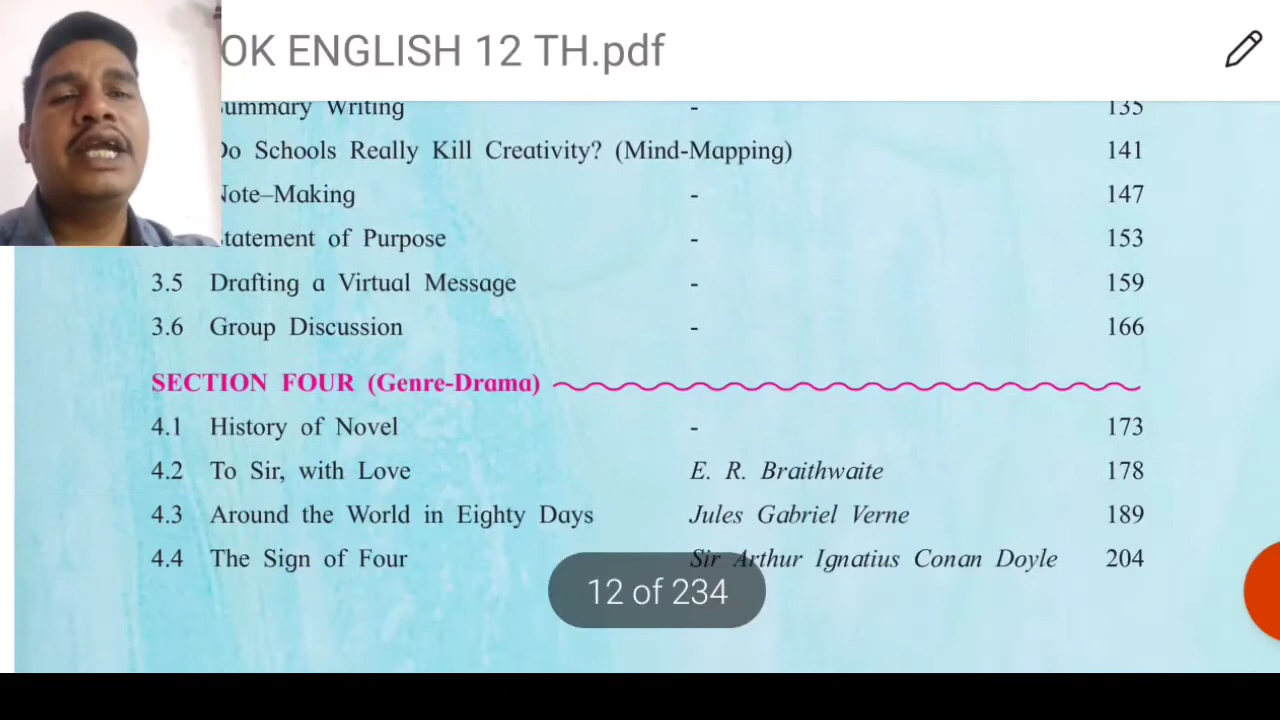 OK ENGLISH 12 TH.pdf
Summary Writing - 135
Do Schools Really Kill Creativity? (Mind-Mapping) 141
Note–Making - 147
Statement of Purpose - 153
3.5 Drafting a Virtual Message - 159
3.6 Group Discussion - 166
SECTION FOUR (Genre-Drama)
4.1 History of Novel - 173
4.2 To Sir, with Love E. R. Braithwaite 178
4.3 Around the World in Eighty Days Jules Gabriel Verne 189
4.4 The Sign of Four Sir Arthur Ignatius Conan Doyle 204
12 of 234